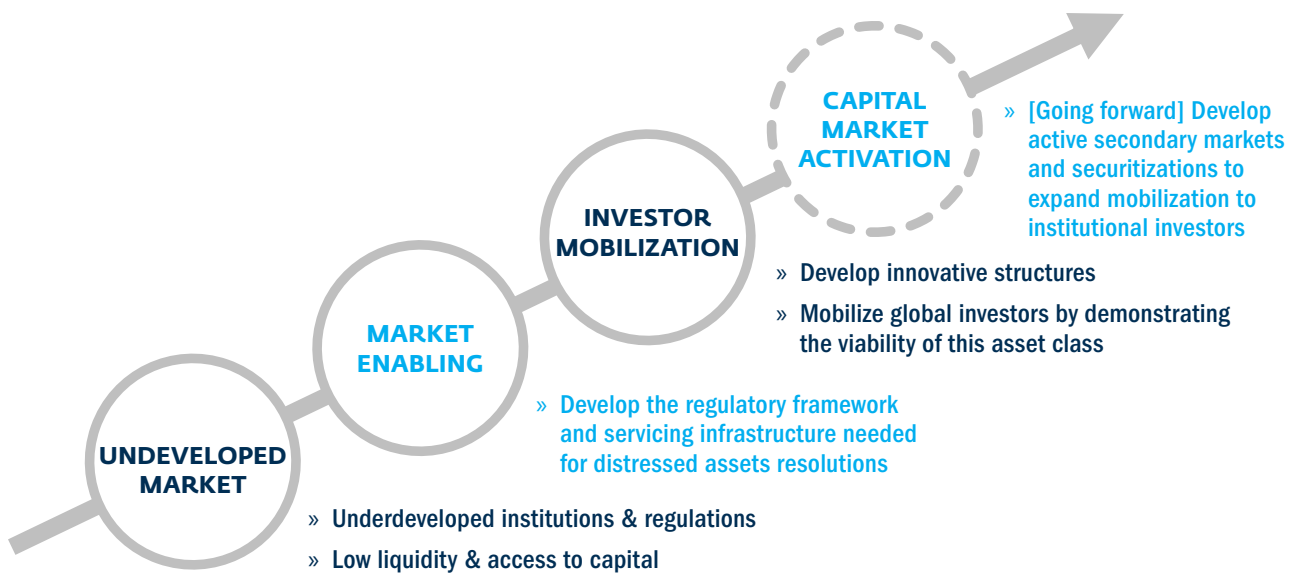 CAPITAL
MARKET
ACTIVATION
» [Going forward] Develop
active secondary markets
and securitizations to
expand mobilization to
institutional investors
INVESTOR
MOBILIZATION
» Develop innovative structures
» Mobilize global investors by demonstrating
the viability of this asset class
MARKET
ENABLING
» Develop the regulatory framework
and servicing infrastructure needed
for distressed assets resolutions
UNDEVELOPED
MARKET
» Underdeveloped institutions & regulations
» Low liquidity & access to capital